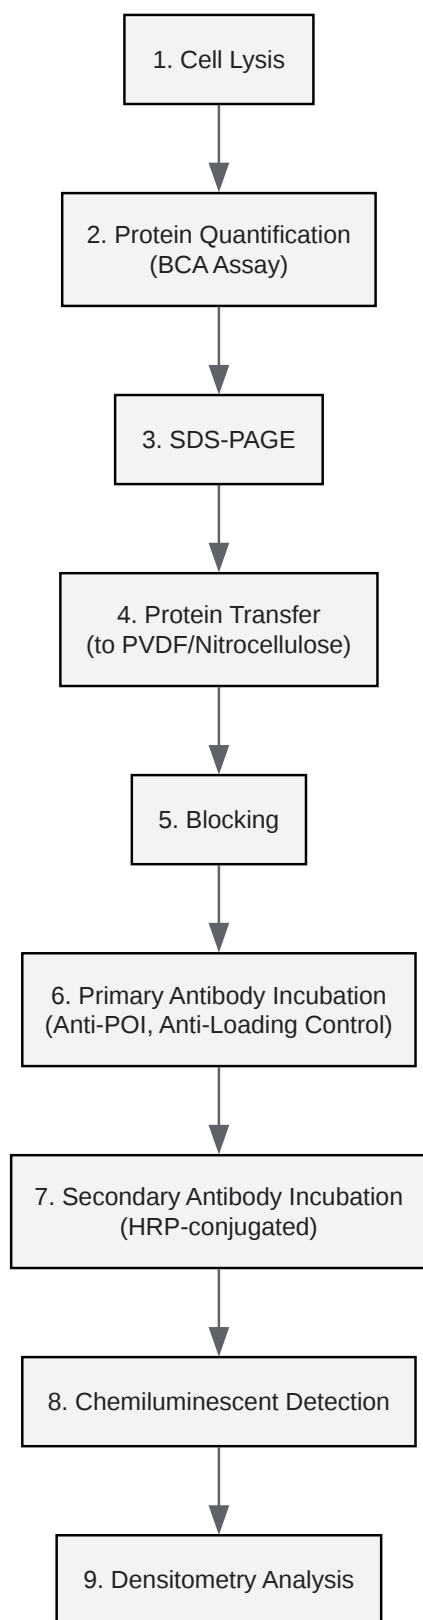 1. Cell Lysis
2. Protein Quantification
(BCA Assay)
3. SDS-PAGE
4. Protein Transfer
(to PVDF/Nitrocellulose)
5. Blocking
6. Primary Antibody Incubation
(Anti-POI, Anti-Loading Control)
7. Secondary Antibody Incubation
(HRP-conjugated)
8. Chemiluminescent Detection
9. Densitometry Analysis